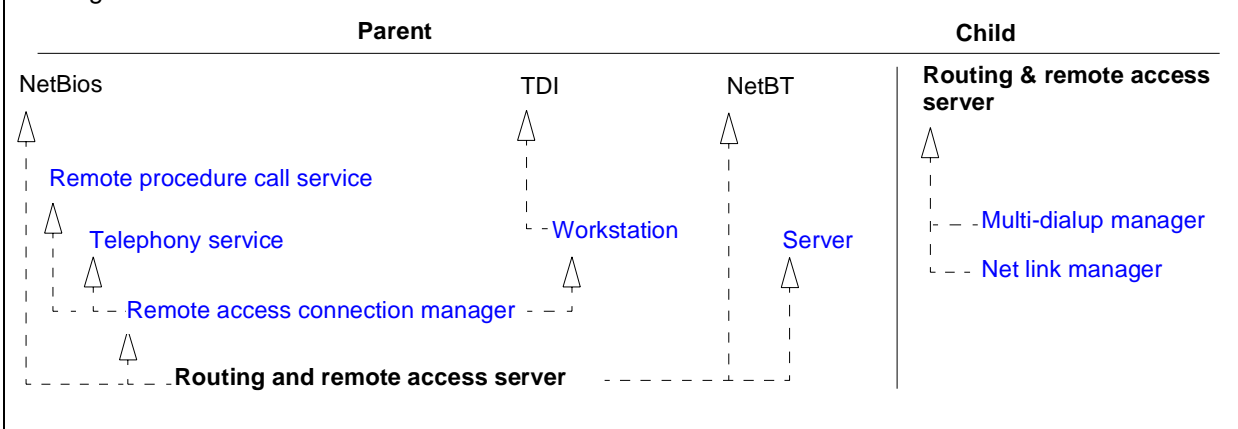 Parent
Child
NetBios
TDI
NetBT
Routing & remote access
server
Remote procedure call service
Telephony service
Workstation
Server
Multi-dialup manager
Net link manager
Remote access connection manager
Routing and remote access server